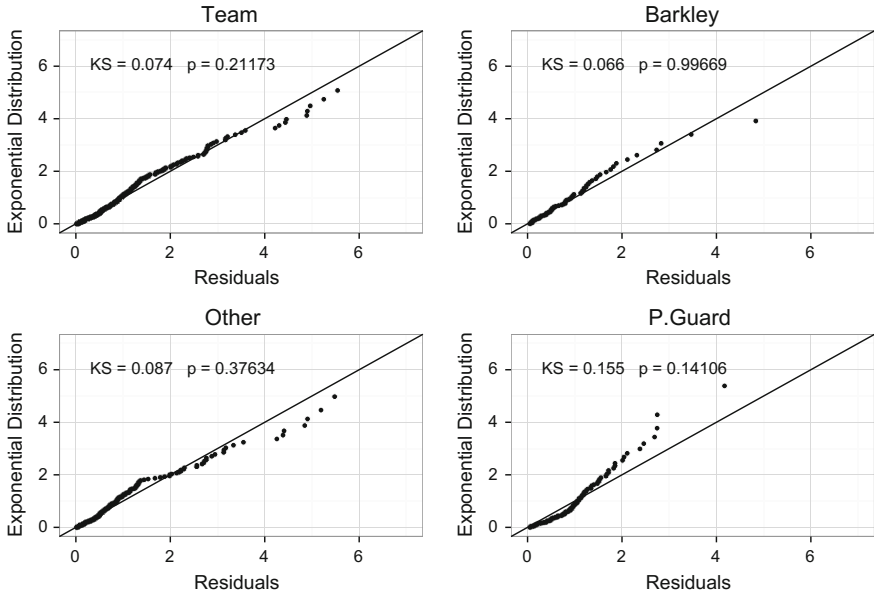 Team
Exponential Distribution
6
4
2
0
KS = 0.074 p = 0.21173
0 2 4 6
Residuals
Barkley
Exponential Distribution
6
4
2
0
KS = 0.066 p = 0.99669
0 2 4 6
Residuals
Other
Exponential Distribution
6
4
2
0
KS = 0.087 p = 0.37634
0 2 4 6
Residuals
P.Guard
Exponential Distribution
6
4
2
0
KS = 0.155 p = 0.14106
0 2 4 6
Residuals